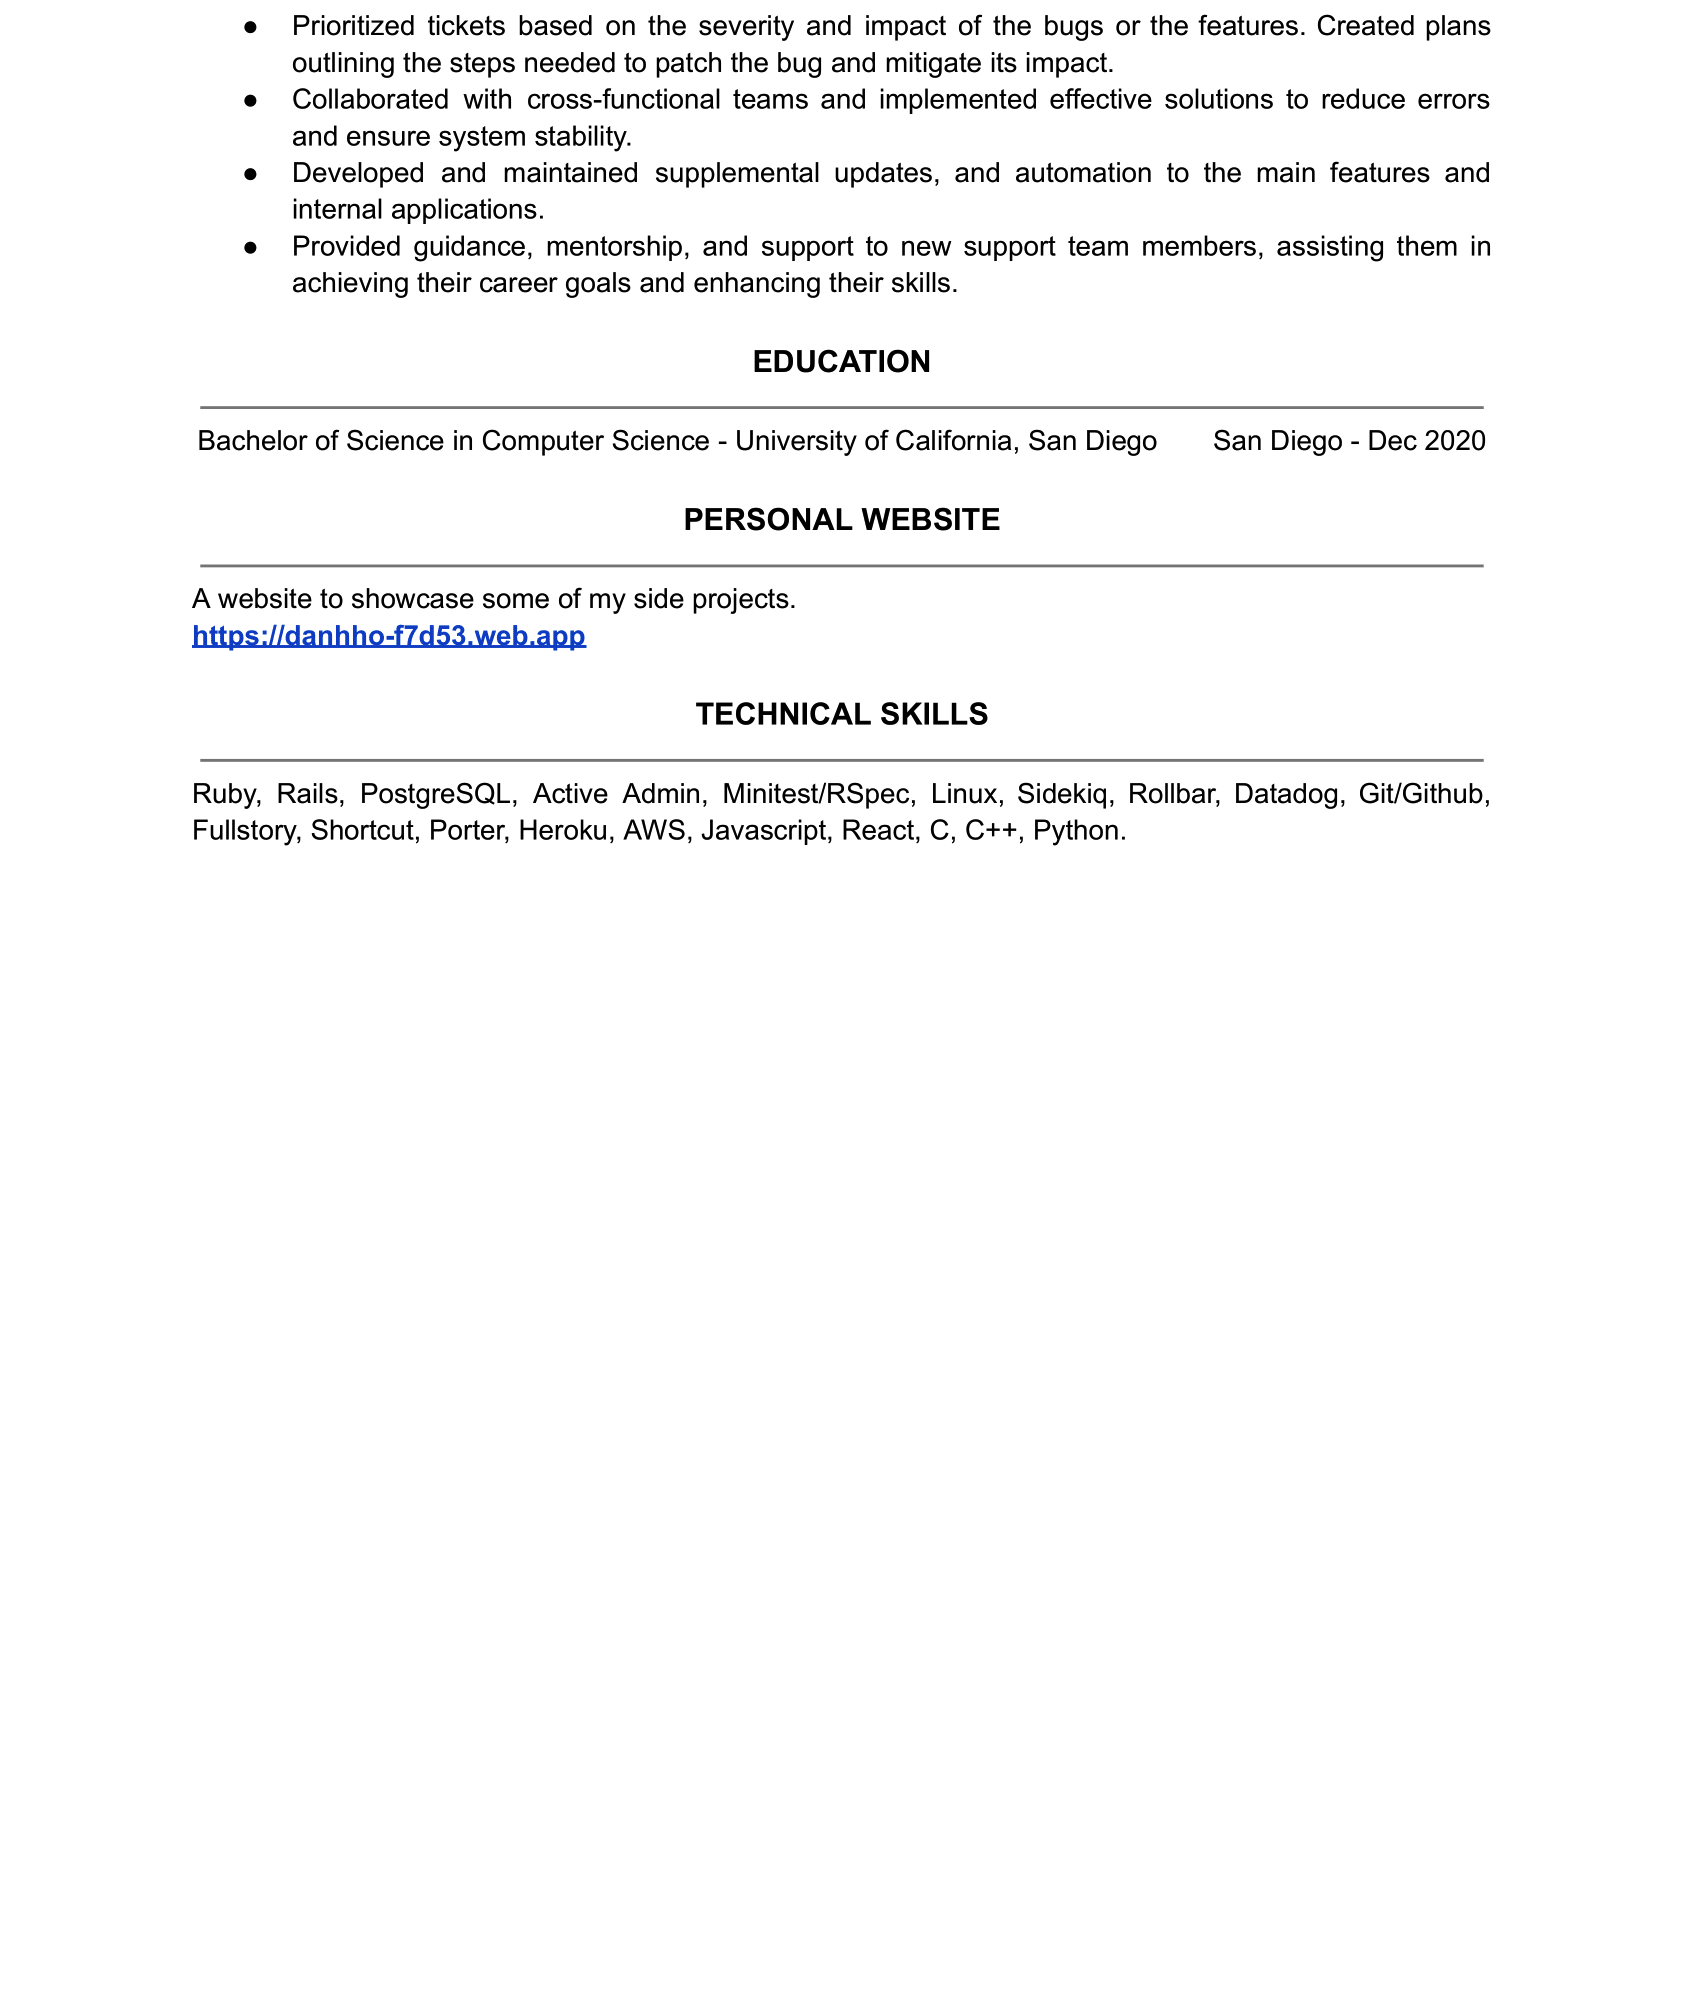 ● Prioritized tickets based on the severity and impact of the bugs or the features. Created plans
outlining the steps needed to patch the bug and mitigate its impact.
● Collaborated with cross-functional teams and implemented effective solutions to reduce errors
and ensure system stability.
● Developed and maintained supplemental updates, and automation to the main features and
internal applications.
● Provided guidance, mentorship, and support to new support team members, assisting them in
achieving their career goals and enhancing their skills.
EDUCATION
Bachelor of Science in Computer Science - University of California, San Diego San Diego - Dec 2020
PERSONAL WEBSITE
A website to showcase some of my side projects.
https://danhho-f7d53.web.app
TECHNICAL SKILLS
Ruby, Rails, PostgreSQL, Active Admin, Minitest/RSpec, Linux, Sidekiq, Rollbar, Datadog, Git/Github,
Fullstory, Shortcut, Porter, Heroku, AWS, Javascript, React, C, C++, Python.